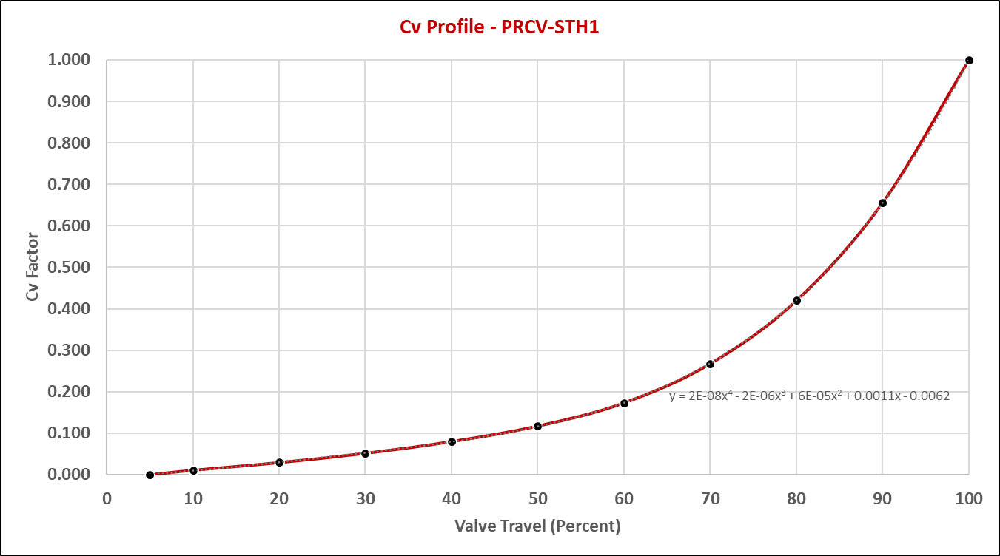 Cv Profile - PRCV-STH1
1.000
0.900
0.800
0.700
0.600
0.500
0.400
0.300
0.200
0.100
0.000
Cv Factor
y = 2E-08x⁴ - 2E-06x³ + 6E-05x² + 0.0011x - 0.0062
0 10 20 30 40 50 60 70 80 90 100
Valve Travel (Percent)